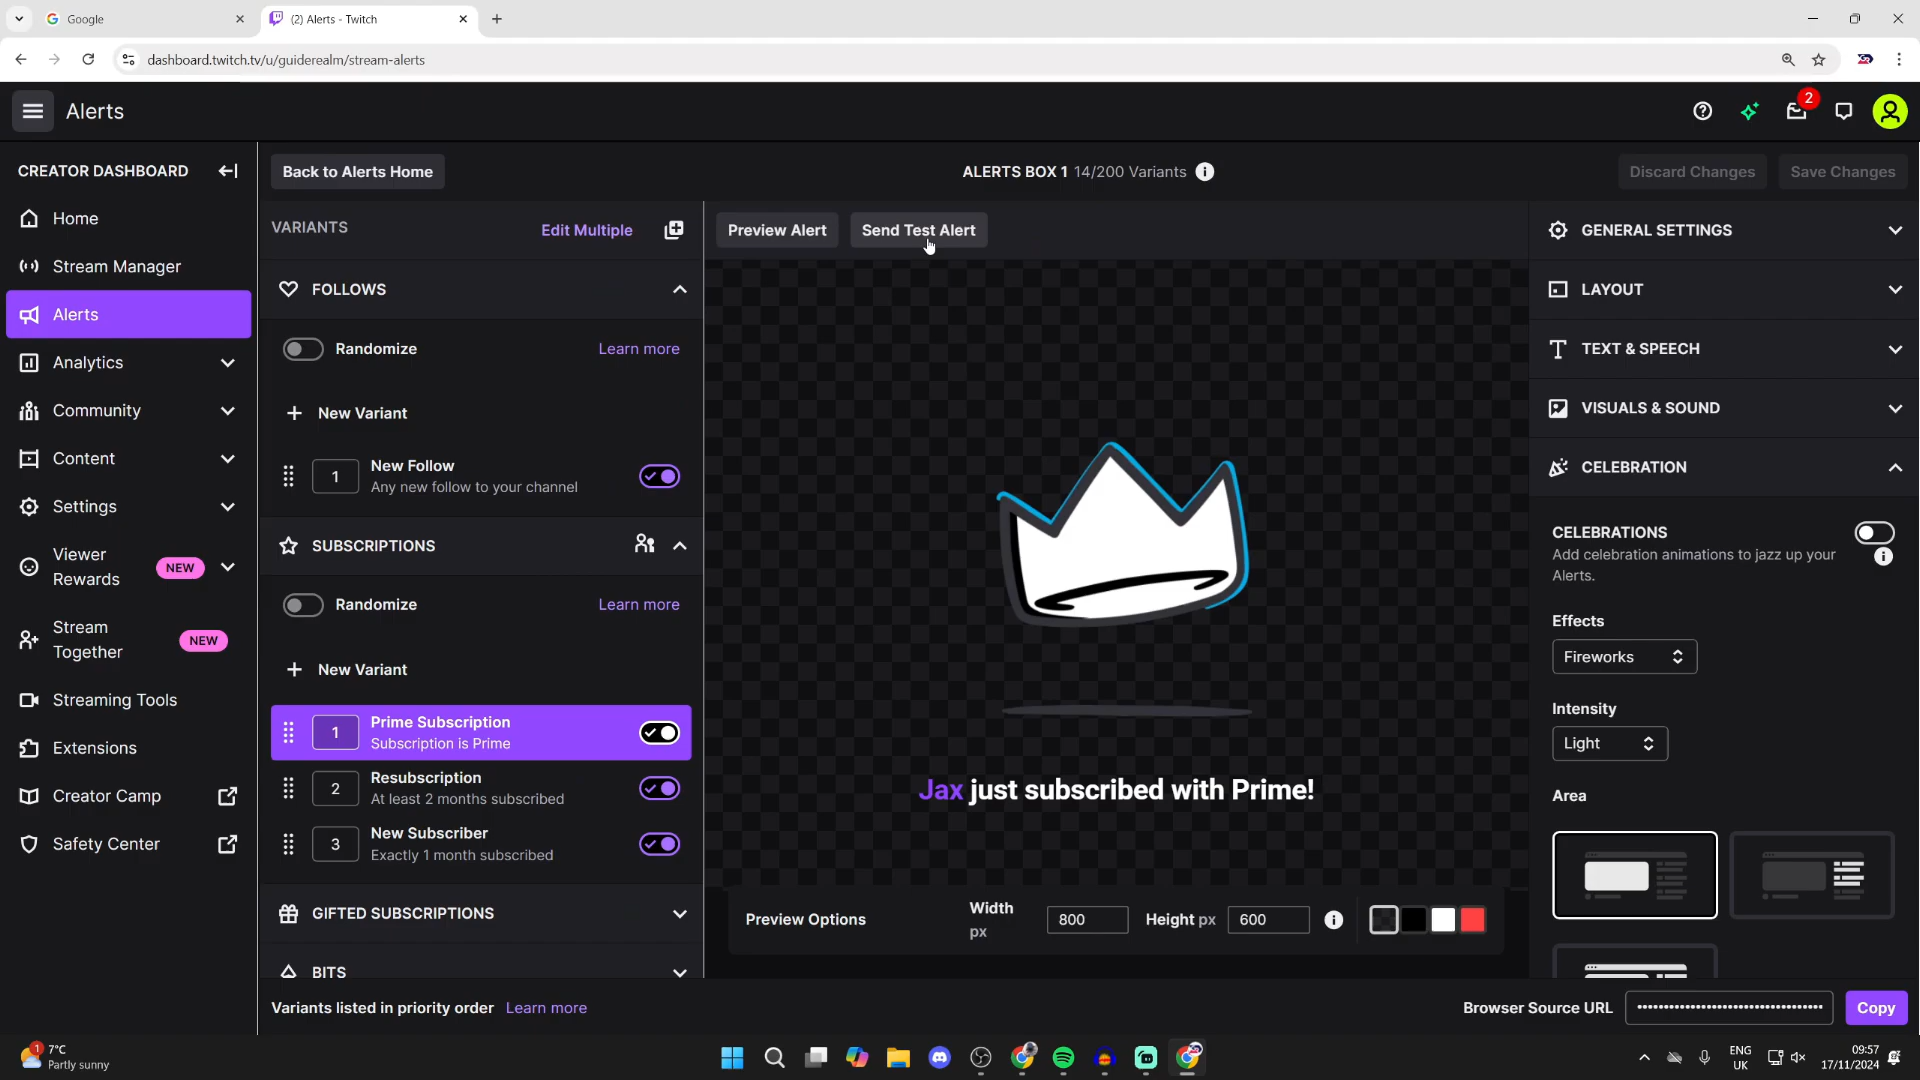 Google
(2) Alerts - Twitch
dashboard.twitch.tv/u/guiderealm/stream-alerts
Alerts
2
CREATOR DASHBOARD
Home
Stream Manager
Alerts
Analytics
Community
Content
Settings
Viewer Rewards NEW
Stream Together NEW
Streaming Tools
Extensions
Creator Camp
Safety Center
Back to Alerts Home
ALERTS BOX 1 14/200 Variants
Discard Changes
Save Changes
VARIANTS
Edit Multiple
FOLLOWS
Randomize
Learn more
New Variant
1
New Follow
Any new follow to your channel
SUBSCRIPTIONS
Randomize
Learn more
New Variant
1
Prime Subscription
Subscription is Prime
2
Resubscription
At least 2 months subscribed
3
New Subscriber
Exactly 1 month subscribed
GIFTED SUBSCRIPTIONS
BITS
Preview Alert
Send Test Alert
Jax just subscribed with Prime!
Preview Options
Width px
800
Height px
600
GENERAL SETTINGS
LAYOUT
TEXT & SPEECH
VISUALS & SOUND
CELEBRATION
CELEBRATIONS
Add celebration animations to jazz up your
Alerts.
Effects
Fireworks
Intensity
Light
Area
Variants listed in priority order Learn more
Browser Source URL
Copy
1
7°C
Partly sunny
ENG
UK
09:57
17/11/2024